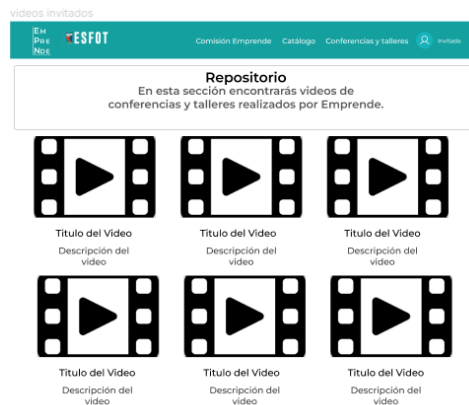 videos invitados
EM
PRE
NDE
ESFOT
Comisión Emprende Catálogo Conferencias y talleres Invitado
Repositorio
En esta sección encontrarás videos de
conferencias y talleres realizados por Emprende.
Titulo del Video Titulo del Video Titulo del Video
Descripción del Descripción del Descripción del
video video video
Titulo del Video Titulo del Video Titulo del Video
Descripción del Descripción del Descripción del
video video video